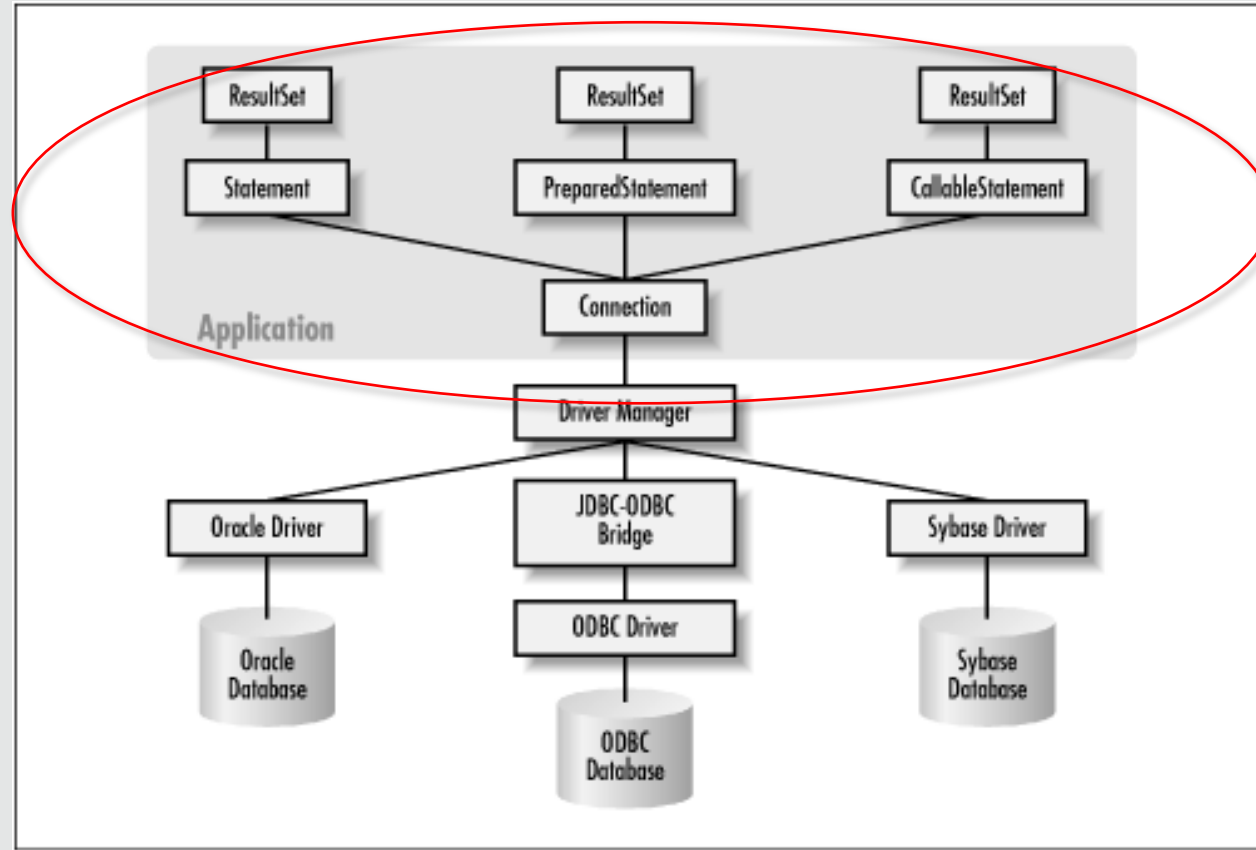 ResultSet
ResultSet
ResultSet
Statement
PreparedStatement
CallableStatement
Connection
Application
Driver Manager
Oracle Driver
JDBC-ODBC
Bridge
Sybase Driver
ODBC Driver
Oracle
Database
Sybase
Database
ODBC
Database